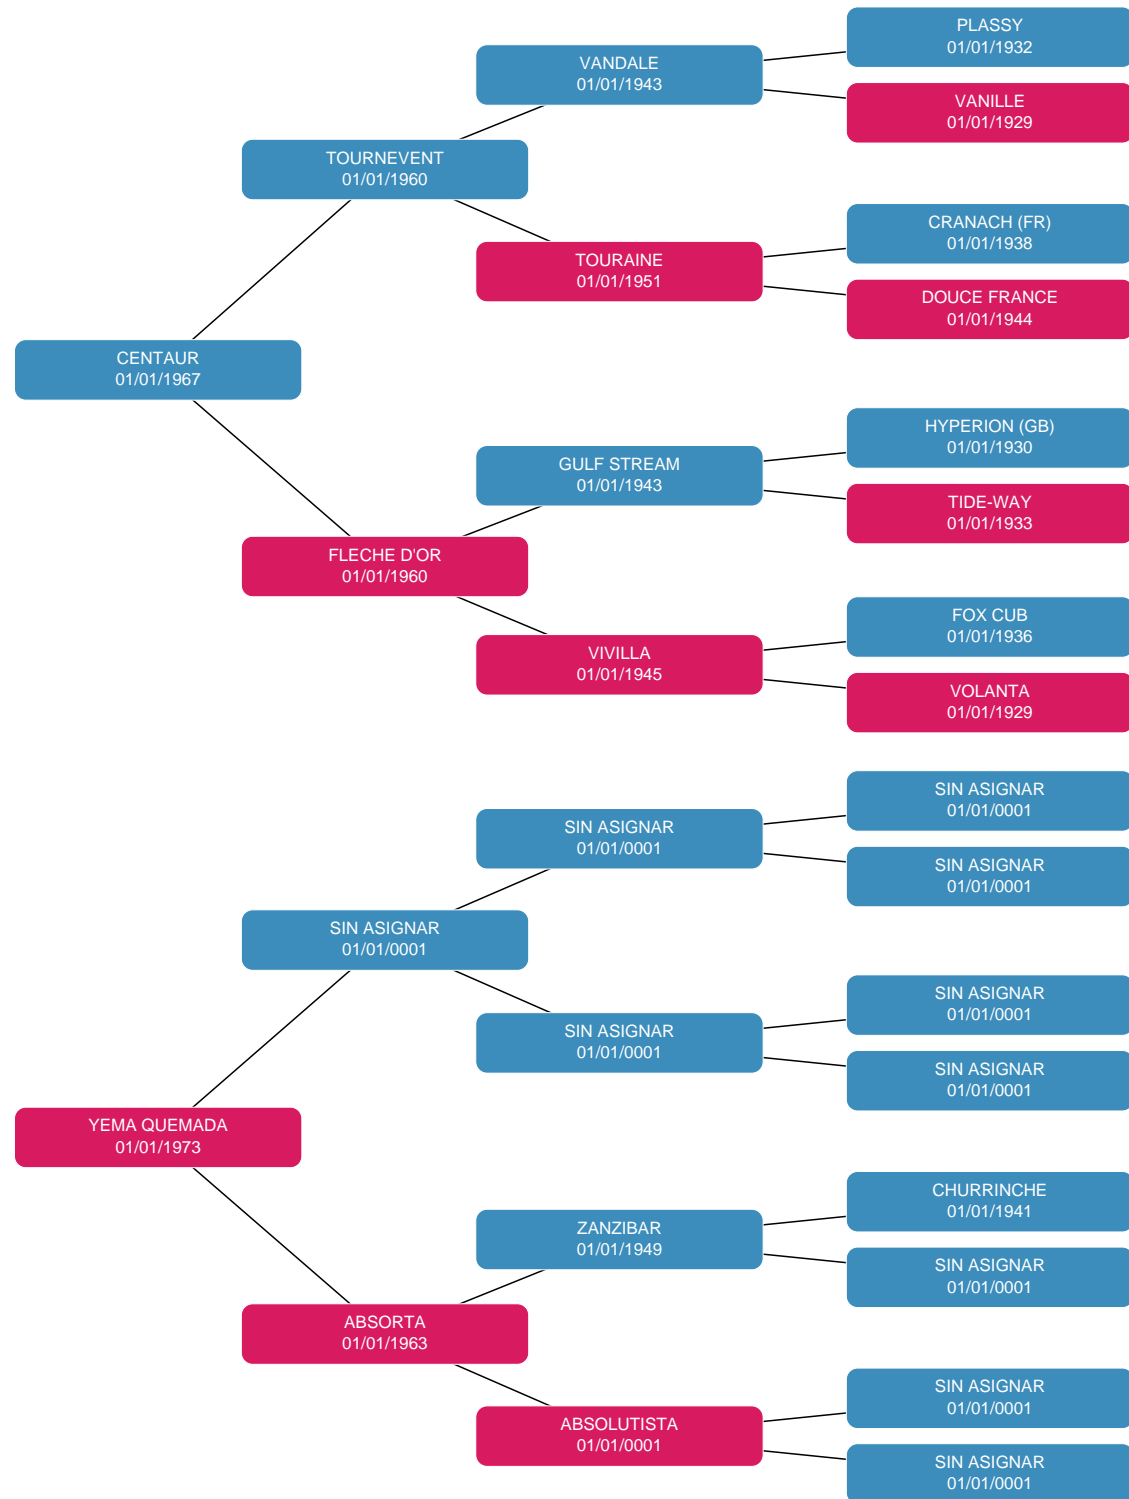 PLASSY
01/01/1932
VANDALE
01/01/1943
VANILLE
01/01/1929
TOURNEVENT
01/01/1960
CRANACH (FR)
01/01/1938
TOURAINE
01/01/1951
DOUCE FRANCE
01/01/1944
CENTAUR
01/01/1967
HYPERION (GB)
01/01/1930
GULF STREAM
01/01/1943
TIDE-WAY
01/01/1933
FLECHE D'OR
01/01/1960
FOX CUB
01/01/1936
VIVILLA
01/01/1945
VOLANTA
01/01/1929
SIN ASIGNAR
01/01/0001
SIN ASIGNAR
01/01/0001
SIN ASIGNAR
01/01/0001
SIN ASIGNAR
01/01/0001
SIN ASIGNAR
01/01/0001
SIN ASIGNAR
01/01/0001
SIN ASIGNAR
01/01/0001
YEMA QUEMADA
01/01/1973
CHURRINCHE
01/01/1941
ZANZIBAR
01/01/1949
SIN ASIGNAR
01/01/0001
ABSORTA
01/01/1963
SIN ASIGNAR
01/01/0001
ABSOLUTISTA
01/01/0001
SIN ASIGNAR
01/01/0001